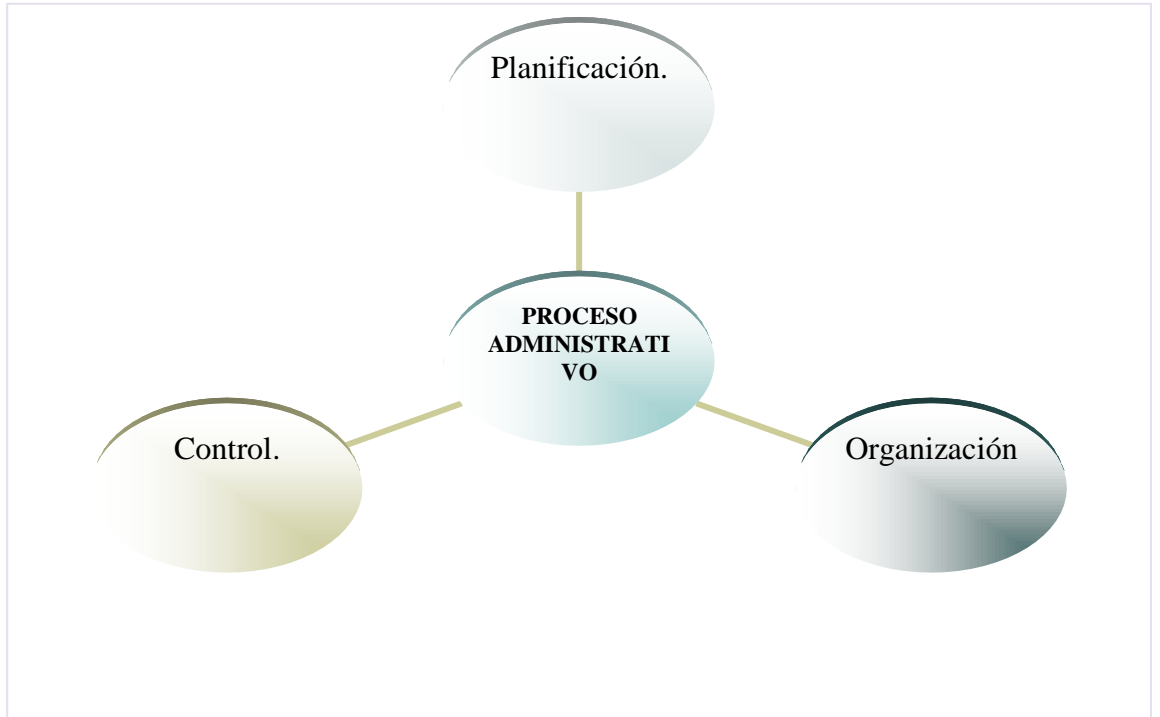 Planificación.
PROCESO
ADMINISTRATI
VO
Control.
Organización